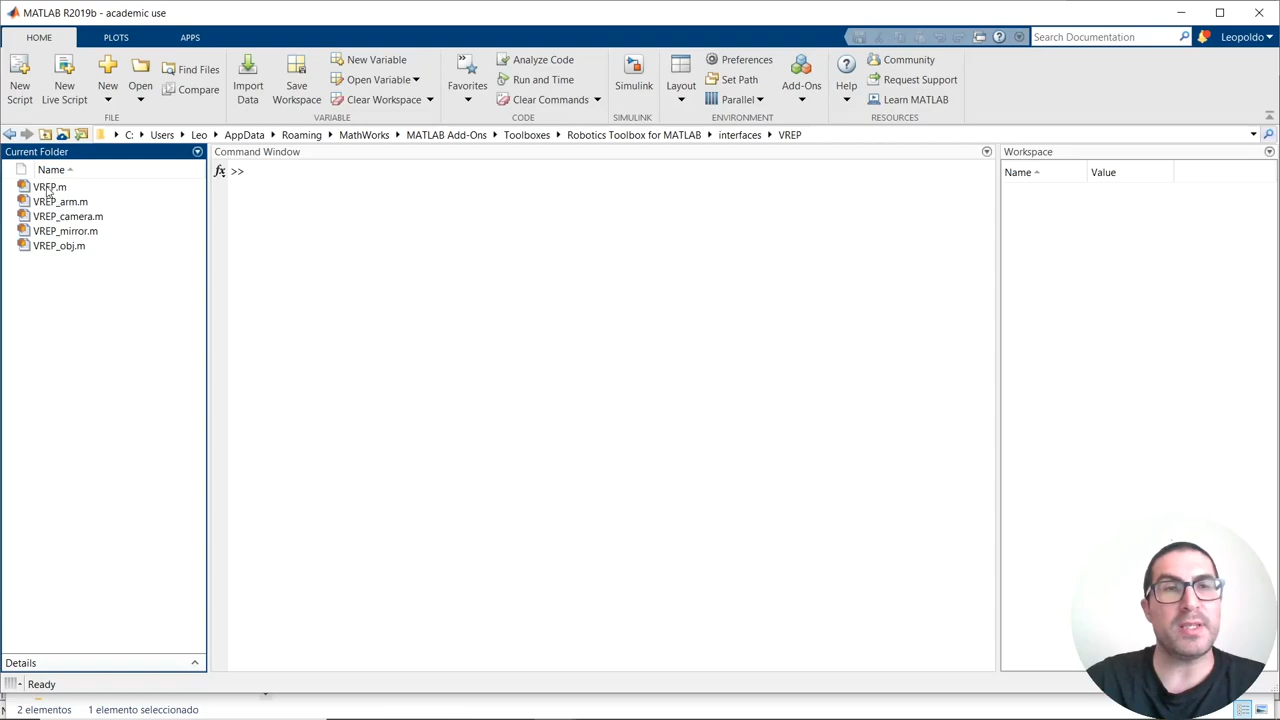 MATLAB R2019b - academic use
HOME PLOTS APPS Search Documentation Leopoldo
New Script
New Live Script
New
Open
Find Files
Compare
FILE
Import Data
Save Workspace
New Variable
Open Variable
Clear Workspace
VARIABLE
Favorites
Analyze Code
Run and Time
Clear Commands
CODE
Simulink
SIMULINK
Layout
Preferences
Set Path
Parallel
Add-Ons
ENVIRONMENT
Help
Community
Request Support
Learn MATLAB
RESOURCES
C: Users Leo AppData Roaming MathWorks MATLAB Add-Ons Toolboxes Robotics Toolbox for MATLAB interfaces VREP
Current Folder
Name
VREP.m
VREP_arm.m
VREP_camera.m
VREP_mirror.m
VREP_obj.m
Details
Command Window
fx >>
Workspace
Name Value
Ready
2 elementos 1 elemento seleccionado